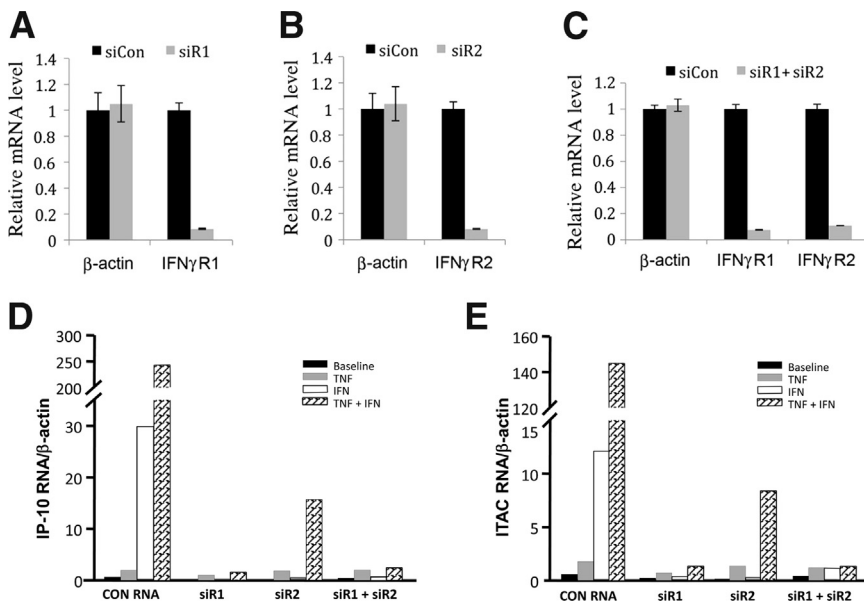 A
siCon siR1
Relative mRNA level
1.4
1.2
1
0.8
0.6
0.4
0.2
0
β-actin IFNγR1
B
siCon siR2
Relative mRNA level
1.4
1.2
1
0.8
0.6
0.4
0.2
0
β-actin IFNγR2
C
siCon siR1+ siR2
Relative mRNA level
1.2
1
0.8
0.6
0.4
0.2
0
β-actin IFNγR1 IFNγR2
D
IP-10 RNA/β-actin
300
250
200
30
20
10
0
Baseline
TNF
IFN
TNF + IFN
CON RNA siR1 siR2 siR1 + siR2
E
ITAC RNA/β-actin
160
140
120
15
10
5
0
Baseline
TNF
IFN
TNF + IFN
CON RNA siR1 siR2 siR1 + siR2